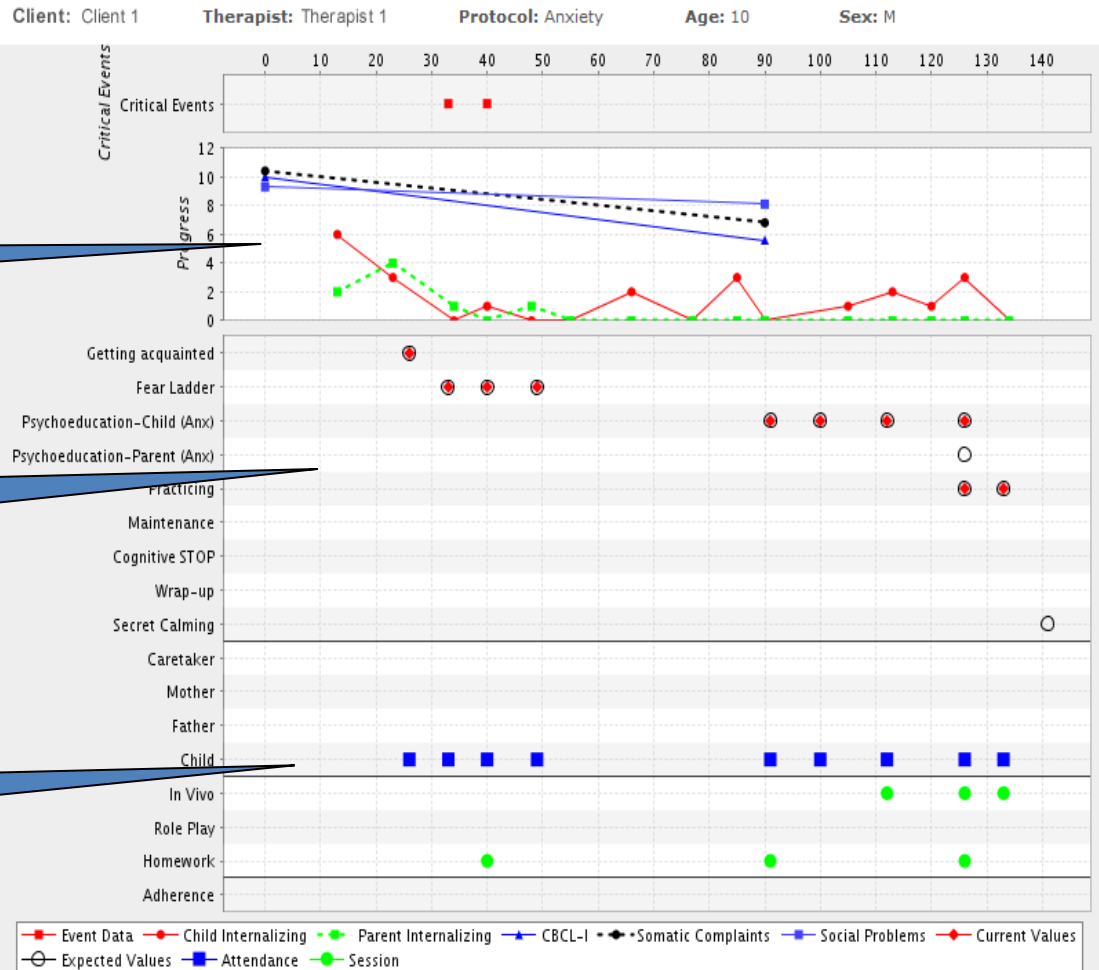 Client: Client 1 Therapist: Therapist 1 Protocol: Anxiety Age: 10 Sex: M
0 10 20 30 40 50 60 70 80 90 100 110 120 130 140
Critical Events
Critical Events
Progress
12
10
8
6
4
2
0
Getting acquainted
Fear Ladder
Psychoeducation-Child (Anx)
Psychoeducation-Parent (Anx)
Practicing
Maintenance
Cognitive STOP
Wrap-up
Secret Calming
Caretaker
Mother
Father
Child
In Vivo
Role Play
Homework
Adherence
Event Data Child Internalizing Parent Internalizing CBCL-I Somatic Complaints Social Problems Current Values
Expected Values Attendance Session